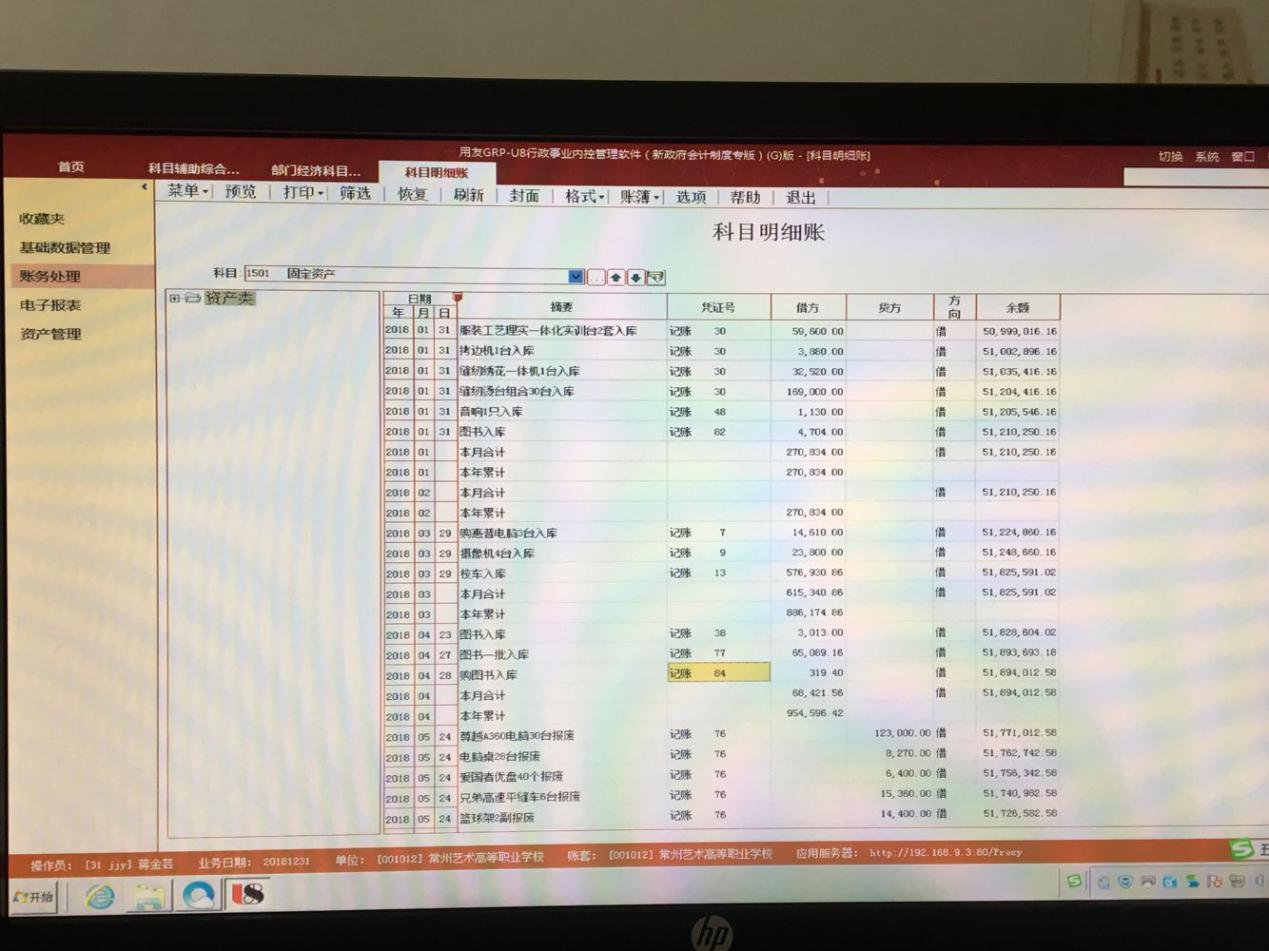 用友GRP-U8行政事业内控管理软件（新政府会计制度专版）(G)版 - [科目明细账]
首页 科目辅助综合... 部门经济科目... 科目明细账 切换 系统 窗口
菜单 预览 打印 筛选 恢复 刷新 封面 格式 账簿 选项 帮助 退出
收藏夹
基础数据管理
账务处理
电子报表
资产管理
科目明细账
科目: 1501 固定资产
资产类
日期 摘要 凭证号 借方 贷方 方向 余额
年 月 日
2018 01 31 服装工艺理实一体化实训台2套入库 记账 30 59,600.00 借 50,999,016.16
2018 01 31 拷边机1台入库 记账 30 3,880.00 借 51,002,896.16
2018 01 31 缝纫绣花一体机1台入库 记账 30 32,520.00 借 51,035,416.16
2018 01 31 缝纫烫台组合30台入库 记账 30 169,000.00 借 51,204,416.16
2018 01 31 音响1只入库 记账 48 1,130.00 借 51,205,546.16
2018 01 31 图书入库 记账 82 4,704.00 借 51,210,250.16
2018 01 本月合计 270,834.00 借 51,210,250.16
2018 01 本年累计 270,834.00
2018 02 本月合计 借 51,210,250.16
2018 02 本年累计 270,834.00
2018 03 29 购惠普电脑3台入库 记账 7 14,610.00 借 51,224,860.16
2018 03 29 摄像机4台入库 记账 9 23,800.00 借 51,248,660.16
2018 03 29 校车入库 记账 13 576,930.86 借 51,825,591.02
2018 03 本月合计 615,340.86 借 51,825,591.02
2018 03 本年累计 886,174.86
2018 04 23 图书入库 记账 38 3,013.00 借 51,828,604.02
2018 04 27 图书一批入库 记账 77 65,089.16 借 51,893,693.18
2018 04 28 购图书入库 记账 84 319.40 借 51,894,012.58
2018 04 本月合计 68,421.56 借 51,894,012.58
2018 04 本年累计 954,596.42
2018 05 24 尊越A360电脑30台报废 记账 76 123,000.00 借 51,771,012.58
2018 05 24 电脑桌28台报废 记账 76 8,270.00 借 51,762,742.58
2018 05 24 爱国者优盘40个报废 记账 76 6,400.00 借 51,756,342.58
2018 05 24 兄弟高速平缝车6台报废 记账 76 15,360.00 借 51,740,982.58
2018 05 24 篮球架2副报废 记账 76 14,400.00 借 51,726,582.58
操作员: [31 jjy] 蒋金芸 业务日期: 20181231 单位: [001012] 常州艺术高等职业学校 账套: [001012] 常州艺术高等职业学校 应用服务器: http://192.168.9.3:80/Proxy
开始
hp